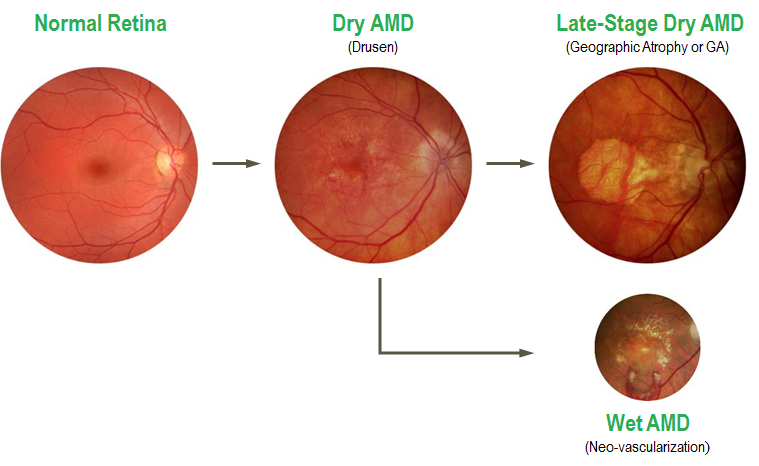 Normal Retina
Dry AMD
(Drusen)
Late-Stage Dry AMD
(Geographic Atrophy or GA)
Wet AMD
(Neo-vascularization)